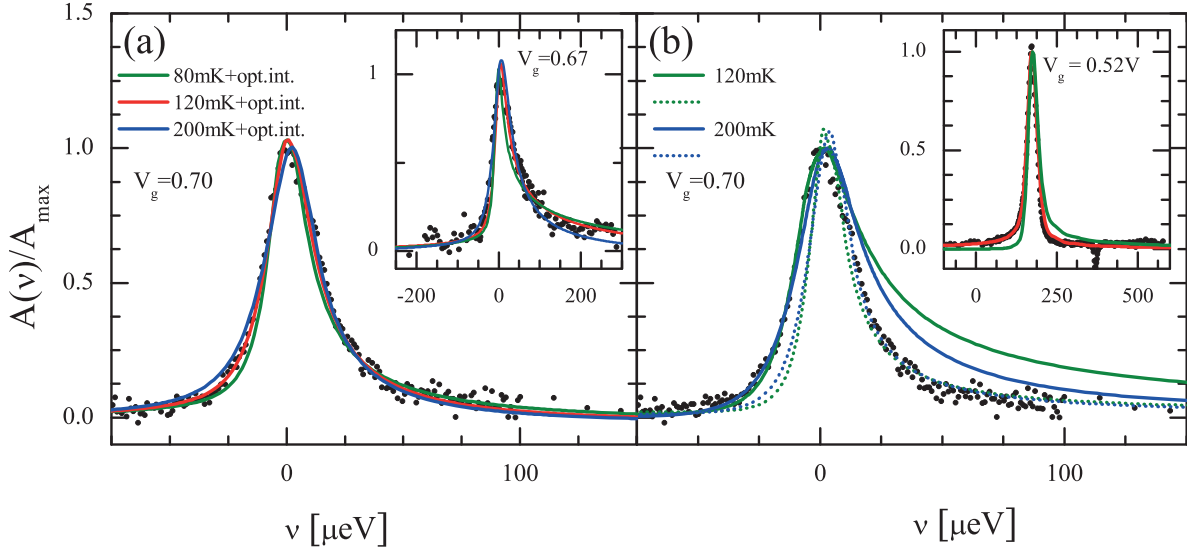 (a)
80mK+opt.int.
120mK+opt.int.
200mK+opt.int.
V_g=0.70
1.5
1.0
0.5
0.0
A(ν)/A_max
0
100
ν [μeV]
V_g=0.67
1
0
-200
0
200
(b)
120mK
200mK
V_g=0.70
0
100
ν [μeV]
V_g = 0.52V
1.0
0.5
0.0
0
250
500